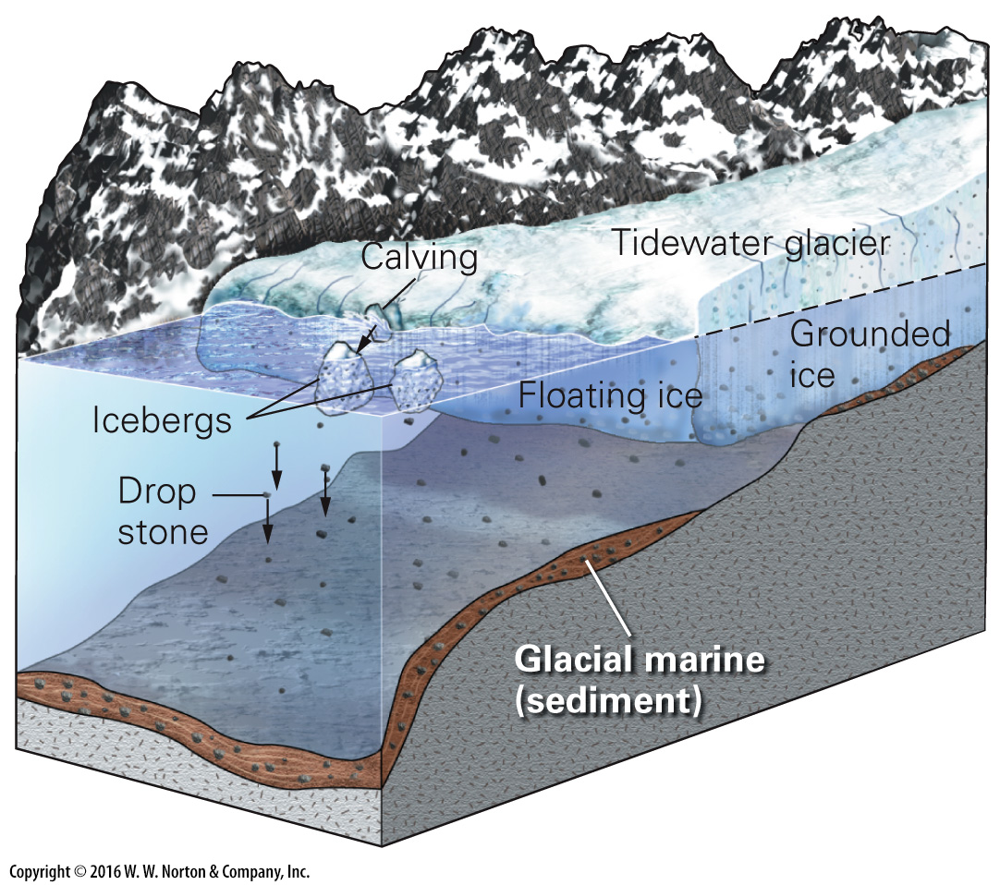 Calving
Tidewater glacier
Grounded
ice
Floating ice
Icebergs
Drop
stone
Glacial marine
(sediment)
Copyright © 2016 W. W. Norton & Company, Inc.